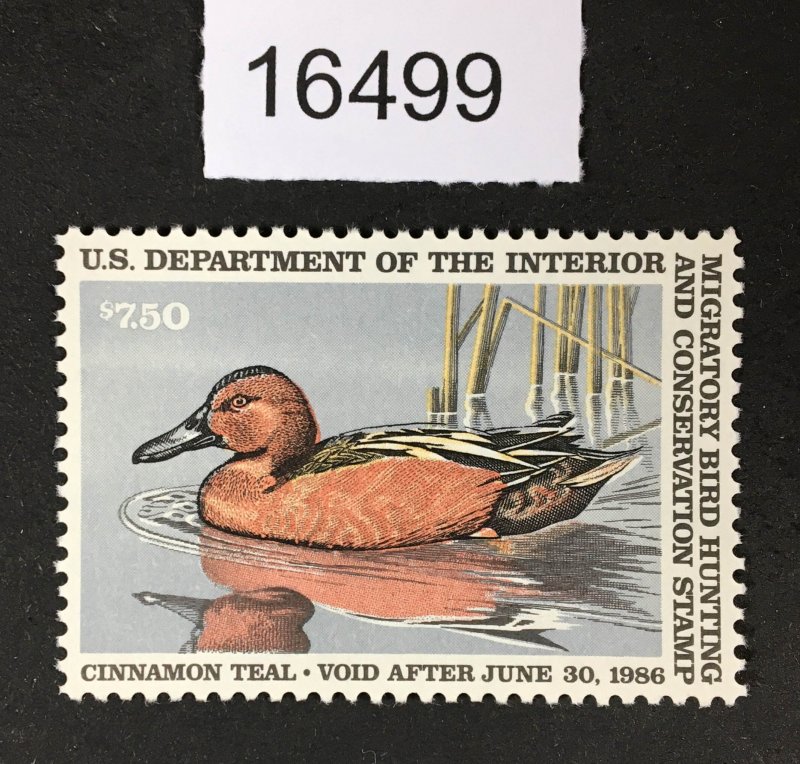 16499
U.S. DEPARTMENT OF THE INTERIOR
MIGRATORY BIRD HUNTING
AND CONSERVATION STAMP
$7.50
CINNAMON TEAL • VOID AFTER JUNE 30, 1986